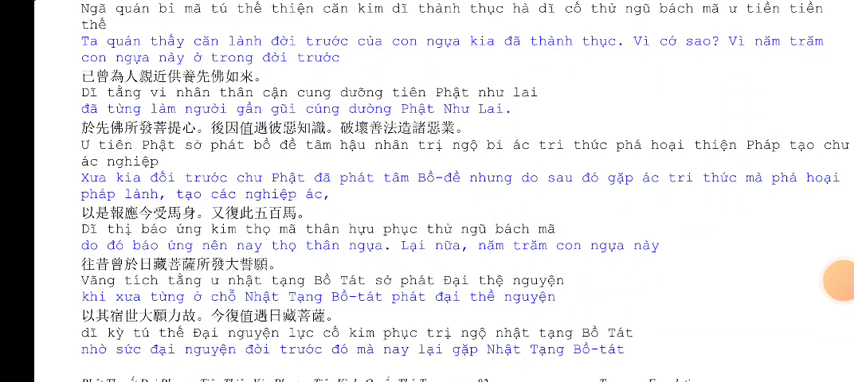 Ngã quán bỉ mã tú thế thiện căn kim dĩ thành thục hà dĩ cố thử ngũ bách mã ư tiền tiền
thế
Ta quán thấy căn lành đời trước của con ngựa kia đã thành thục. Vì cớ sao? Vì năm trăm
con ngựa này ở trong đời trước
已曾為人親近供養先佛如來。
Dĩ tằng vi nhân thân cận cung dưỡng tiên Phật như lai
đã từng làm người gần gũi cúng dường Phật Như Lai.
於先佛所發菩提心。後因值遇彼惡知識。破壞善法造諸惡業。
Ư tiên Phật sở phát bồ đề tâm hậu nhân trị ngộ bỉ ác tri thức phá hoại thiện Pháp tạo chư
ác nghiệp
Xưa kia đối trước chư Phật đã phát tâm Bồ-đề nhưng do sau đó gặp ác tri thức mà phá hoại
pháp lành, tạo các nghiệp ác,
以是報應今受馬身。又復此五百馬。
Dĩ thị báo ứng kim thọ mã thân hựu phục thử ngũ bách mã
do đó báo ứng nên nay thọ thân ngựa. Lại nữa, năm trăm con ngựa này
往昔曾於日藏菩薩所發大誓願。
Vãng tích tằng ư nhật tạng Bồ Tát sở phát Đại thệ nguyện
khi xưa từng ở chỗ Nhật Tạng Bồ-tát phát đại thề nguyện
以其宿世大願力故。今復值遇日藏菩薩。
dĩ kỳ tú thế Đại nguyện lực cố kim phục trị ngộ nhật tạng Bồ Tát
nhờ sức đại nguyện đời trước đó mà nay lại gặp Nhật Tạng Bồ-tát